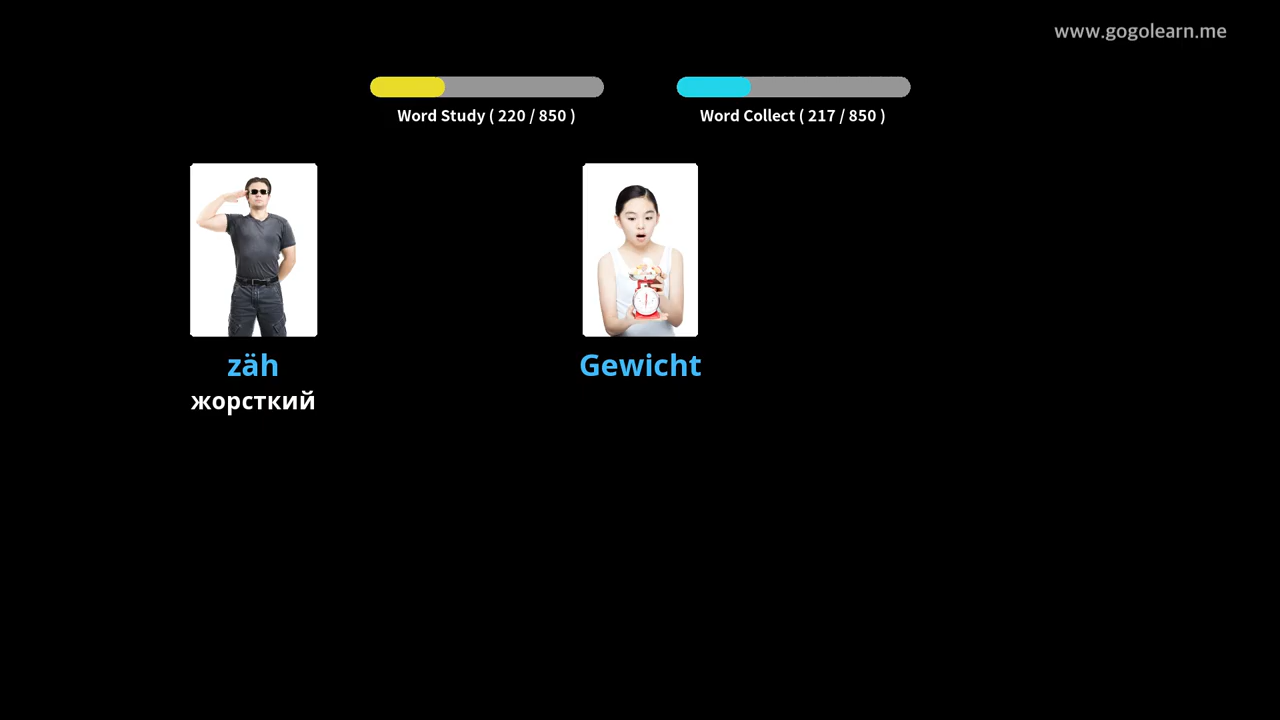 www.gogolearn.me
Word Study ( 220 / 850 )
Word Collect ( 217 / 850 )
zäh
Gewicht
жорсткий